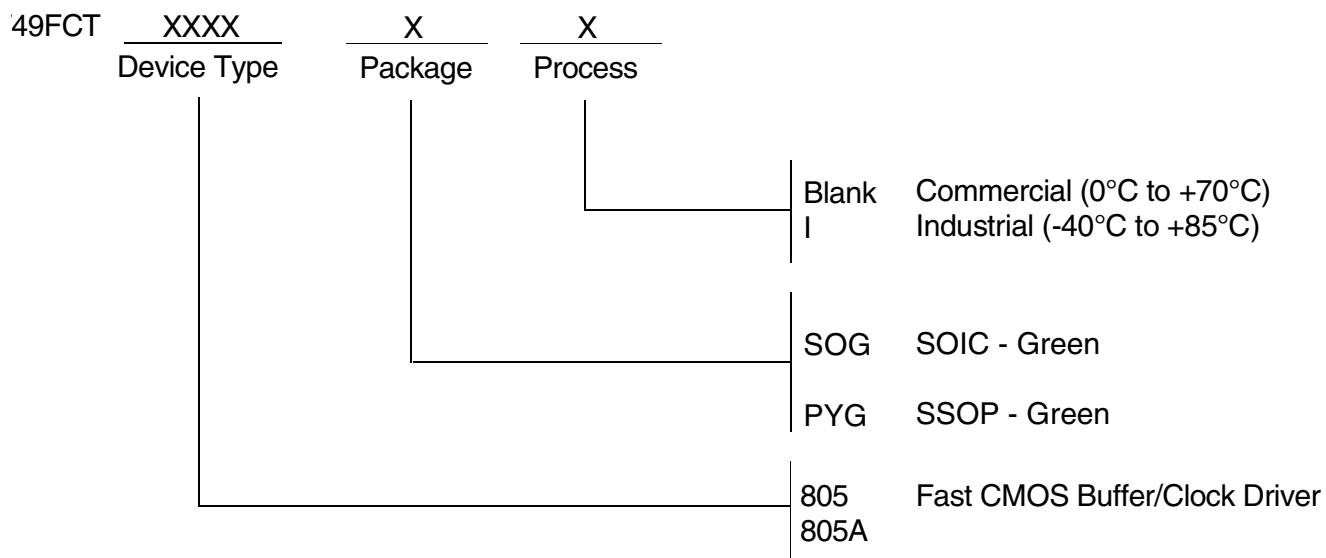 '49FCT XXXX X X
Device Type Package Process
Blank Commercial (0°C to +70°C)
I Industrial (-40°C to +85°C)
SOG SOIC - Green
PYG SSOP - Green
805 Fast CMOS Buffer/Clock Driver
805A